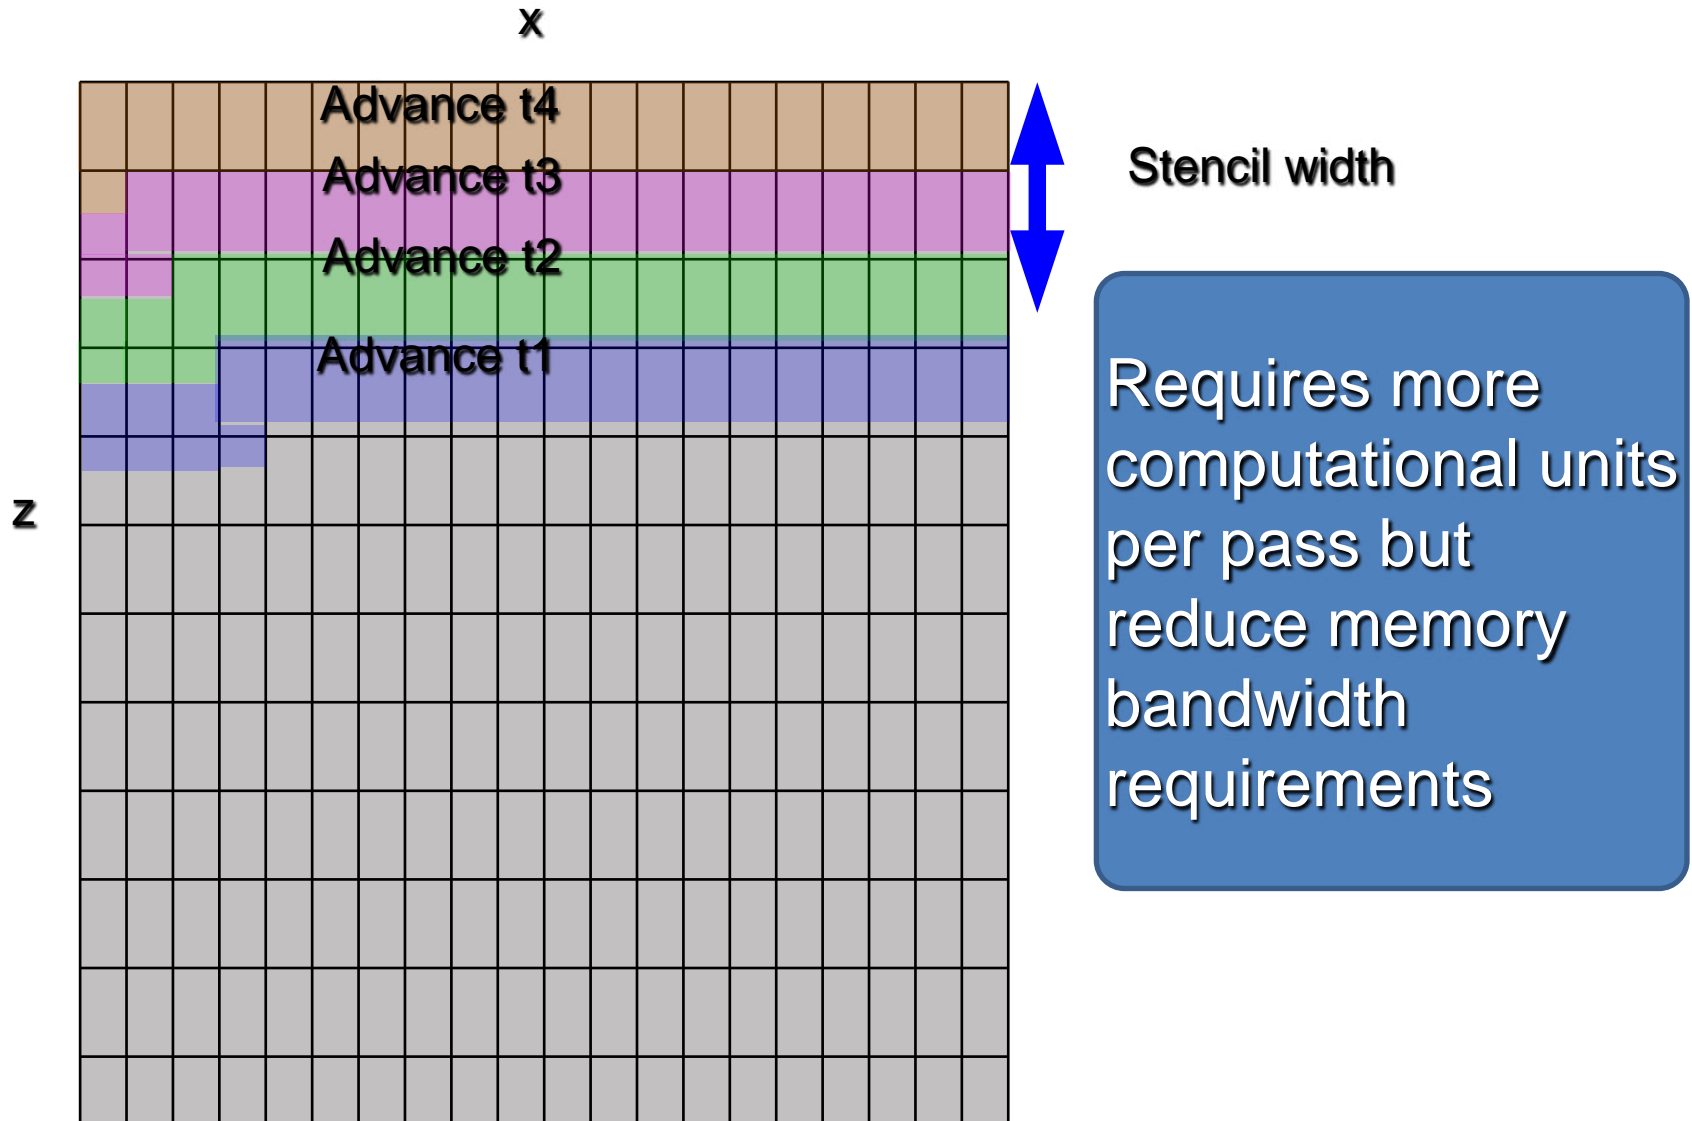 x
Advance t4
Advance t3
Advance t2
Advance t1
z
Stencil width
Requires more
computational units
per pass but
reduce memory
bandwidth
requirements